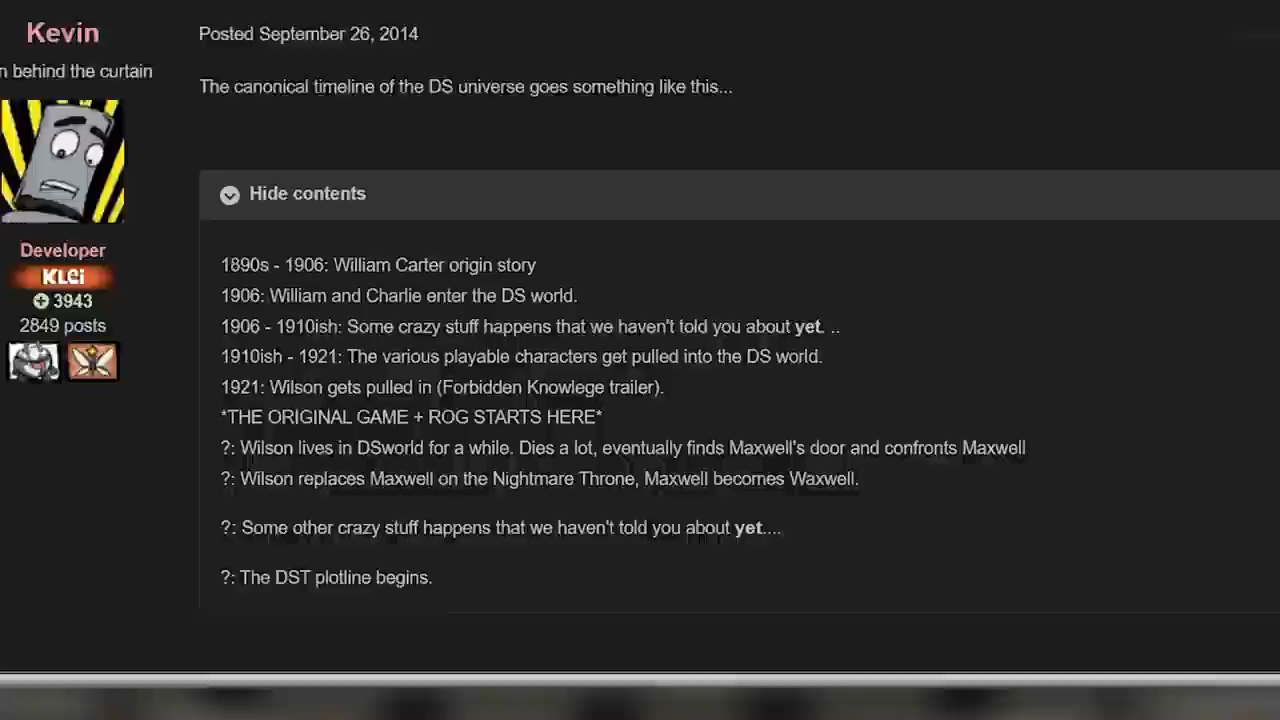 Kevin
n behind the curtain
Developer
KLei
3943
2849 posts
Posted September 26, 2014
The canonical timeline of the DS universe goes something like this...
Hide contents
1890s - 1906: William Carter origin story
1906: William and Charlie enter the DS world.
1906 - 1910ish: Some crazy stuff happens that we haven't told you about yet. ..
1910ish - 1921: The various playable characters get pulled into the DS world.
1921: Wilson gets pulled in (Forbidden Knowlege trailer).
*THE ORIGINAL GAME + ROG STARTS HERE*
?: Wilson lives in DSworld for a while. Dies a lot, eventually finds Maxwell's door and confronts Maxwell
?: Wilson replaces Maxwell on the Nightmare Throne, Maxwell becomes Waxwell.
?: Some other crazy stuff happens that we haven't told you about yet....
?: The DST plotline begins.